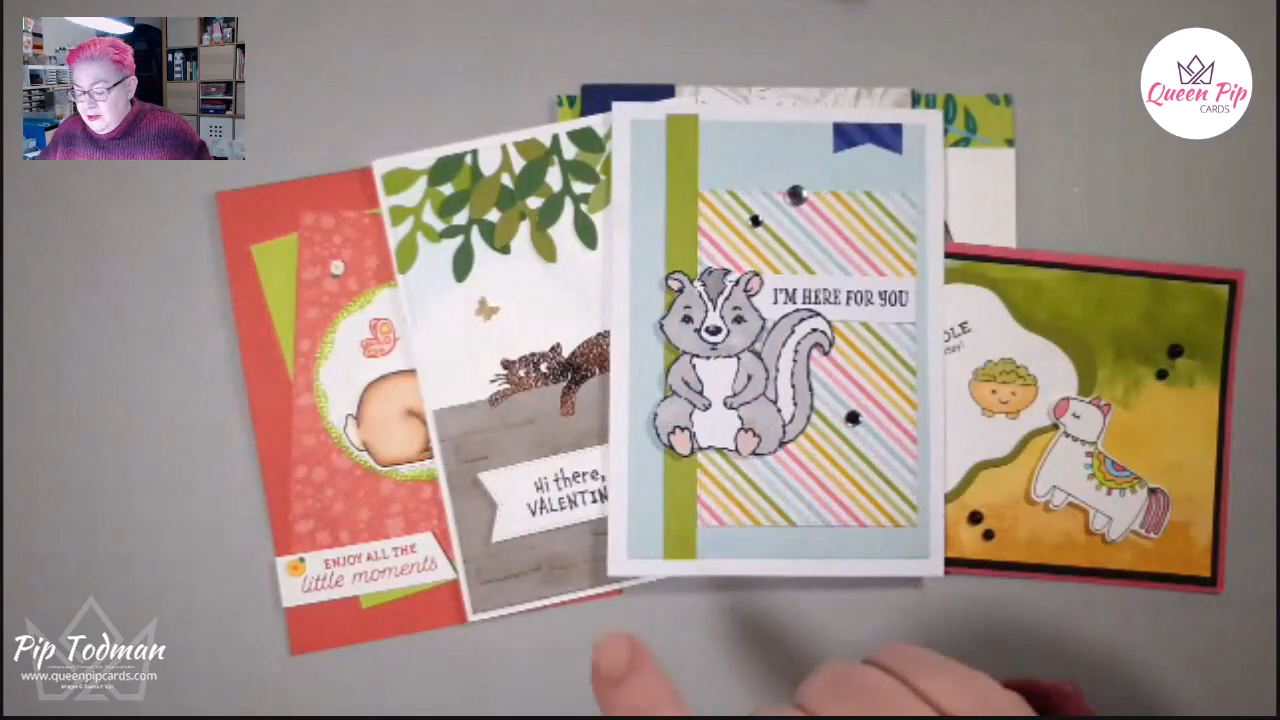 Queen Pip
CARDS
I'M HERE FOR YOU
Hi there,
VALENTIN
ENJOY ALL THE
little moments
Pip Todman
www.queenpipcards.com